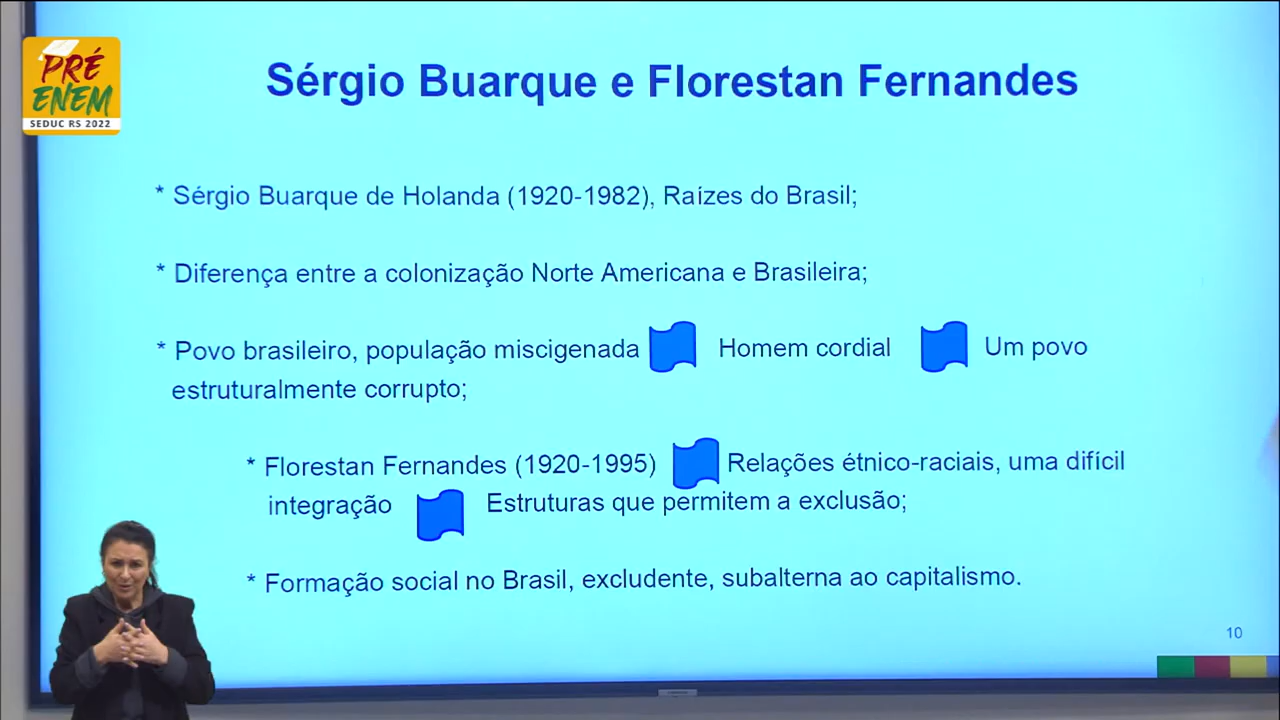 PRÉ
ENEM
SEDUC RS 2022
Sérgio Buarque e Florestan Fernandes
* Sérgio Buarque de Holanda (1920-1982), Raízes do Brasil;
* Diferença entre a colonização Norte Americana e Brasileira;
* Povo brasileiro, população miscigenada Homem cordial Um povo
estruturalmente corrupto;
* Florestan Fernandes (1920-1995) Relações étnico-raciais, uma difícil
integração Estruturas que permitem a exclusão;
* Formação social no Brasil, excludente, subalterna ao capitalismo.
10